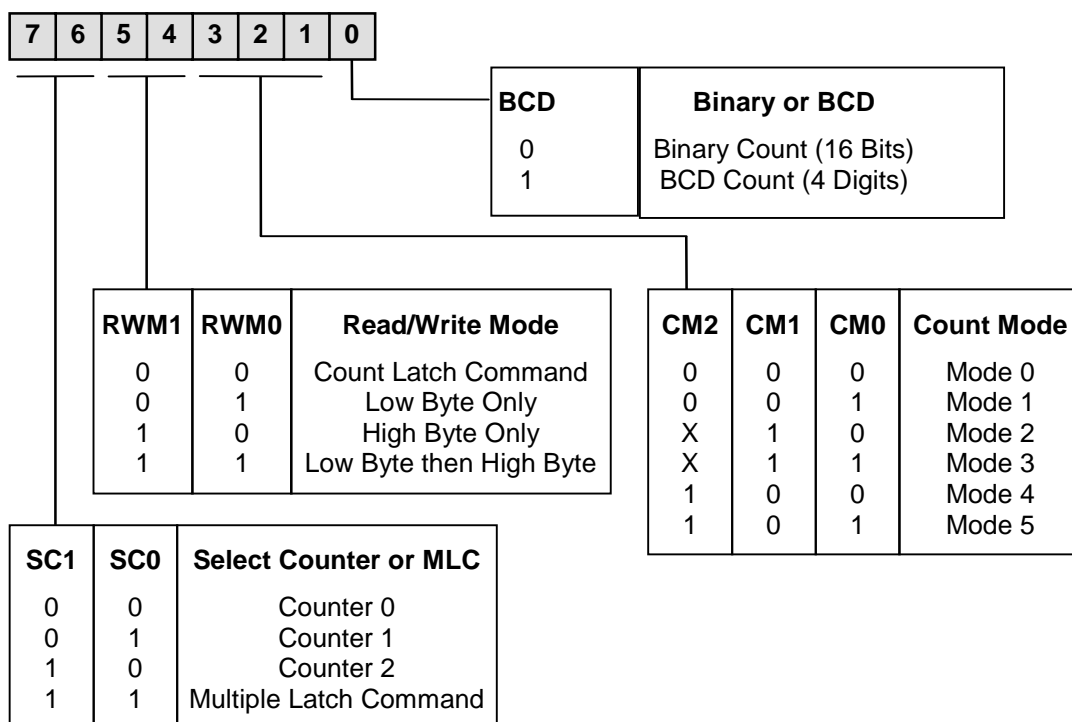 7 6 5 4 3 2 1 0
BCD Binary or BCD
0 Binary Count (16 Bits)
1 BCD Count (4 Digits)
RWM1 RWM0 Read/Write Mode
0 0 Count Latch Command
0 1 Low Byte Only
1 0 High Byte Only
1 1 Low Byte then High Byte
CM2 CM1 CM0 Count Mode
0 0 0 Mode 0
0 0 1 Mode 1
X 1 0 Mode 2
X 1 1 Mode 3
1 0 0 Mode 4
1 0 1 Mode 5
SC1 SC0 Select Counter or MLC
0 0 Counter 0
0 1 Counter 1
1 0 Counter 2
1 1 Multiple Latch Command